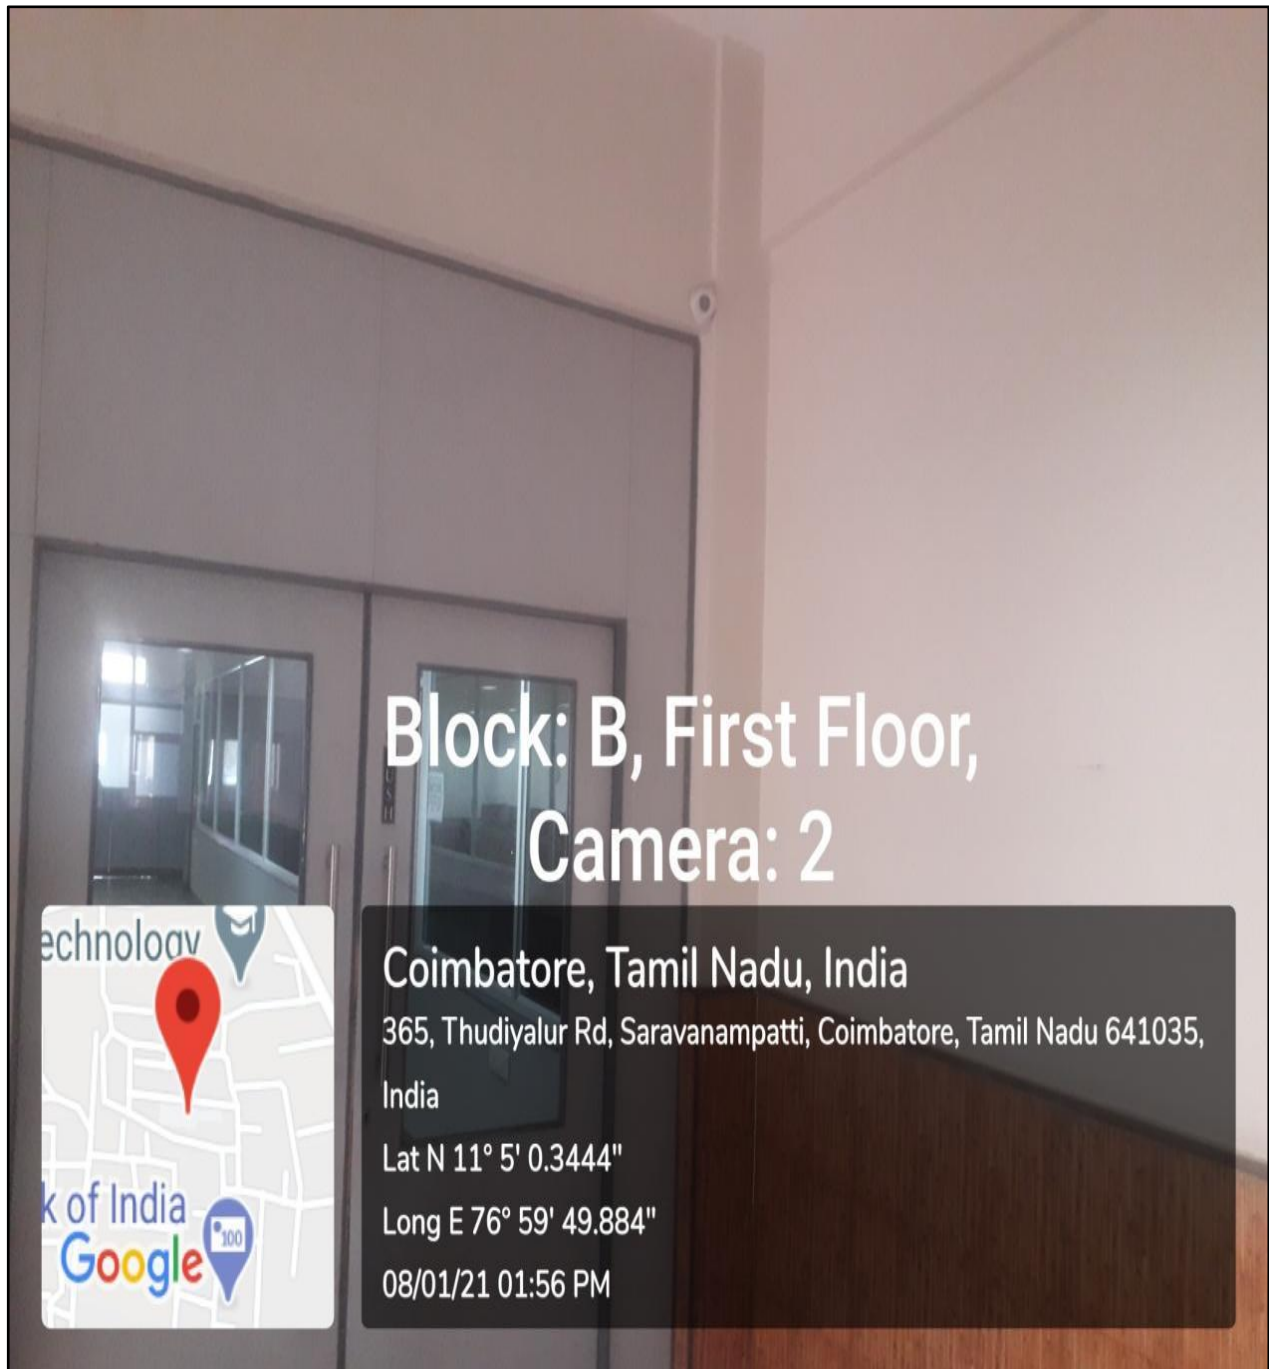 Block: B, First Floor,
Camera: 2
echnology
k of India
Google
100
Coimbatore, Tamil Nadu, India
365, Thudiyalur Rd, Saravanampatti, Coimbatore, Tamil Nadu 641035,
India
Lat N 11° 5' 0.3444"
Long E 76° 59' 49.884"
08/01/21 01:56 PM